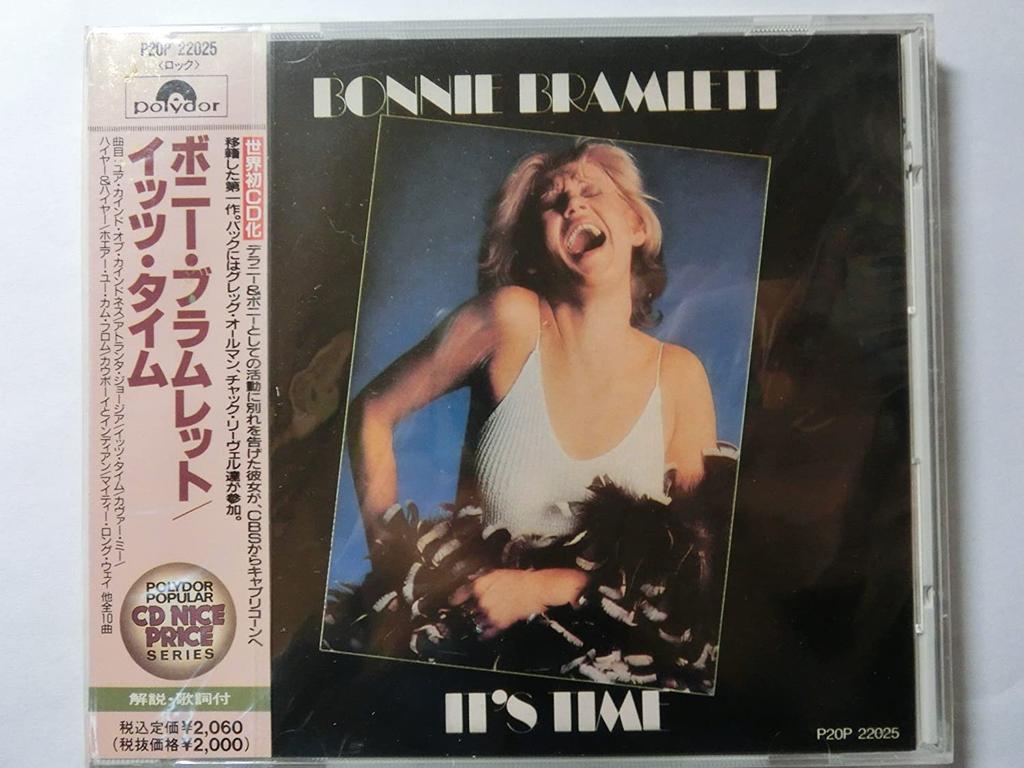 P20P 22025
〈ロック〉
polydor
ボニー・ブラムレット/
イッツ・タイム
世界初CD化 デラニー&ボニーとしての活動に別れを告げた彼女が、CBSからキャプリコーンへ
移籍した第一作。バックにはグレッグ・オールマン、チャック・リーヴェル達が参加。
曲目:ユア・カインド・オブ・カインドネス/アトランタ・ジョージア/イッツ・タイム/カヴァー・ミー/
ハイヤー&ハイヤー/ホエアー・ユー・カム・フロム/カウボーイとインディアン/マイティー・ロング・ウェイ 他全10曲
POLYDOR
POPULAR
CD NICE
PRICE
SERIES
解説・歌詞付
税込定価¥2,060
(税抜価格¥2,000)
BONNIE BRAMLETT
IT'S TIME
P20P 22025